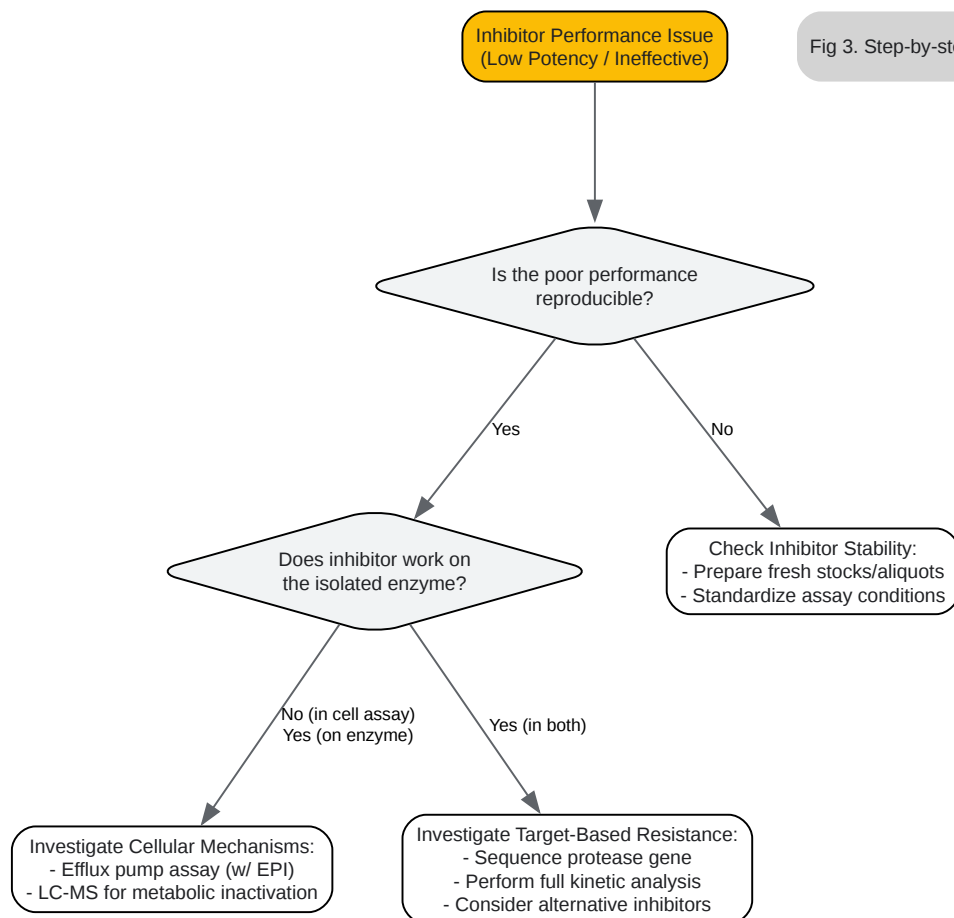 Inhibitor Performance Issue
(Low Potency / Ineffective)
Fig 3. Step-by-ste
Is the poor performance
reproducible?
Yes
No
Does inhibitor work on
the isolated enzyme?
Check Inhibitor Stability:
- Prepare fresh stocks/aliquots
- Standardize assay conditions
No (in cell assay)
Yes (on enzyme)
Yes (in both)
Investigate Cellular Mechanisms:
- Efflux pump assay (w/ EPI)
- LC-MS for metabolic inactivation
Investigate Target-Based Resistance:
- Sequence protease gene
- Perform full kinetic analysis
- Consider alternative inhibitors